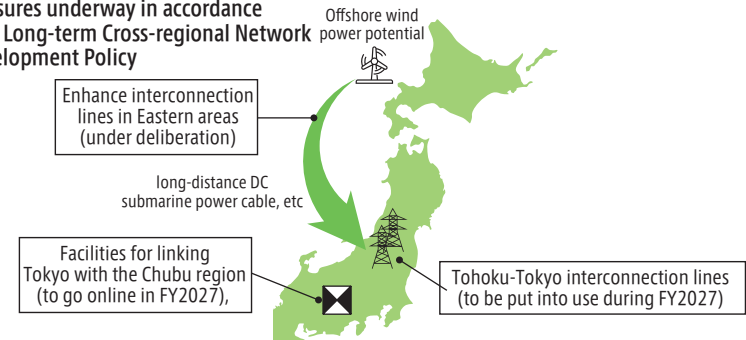 sures underway in accordance
Long-term Cross-regional Network
elopment Policy
Offshore wind
power potential
Enhance interconnection
lines in Eastern areas
(under deliberation)
long-distance DC
submarine power cable, etc
Facilities for linking
Tokyo with the Chubu region
(to go online in FY2027),
Tohoku-Tokyo interconnection lines
(to be put into use during FY2027)